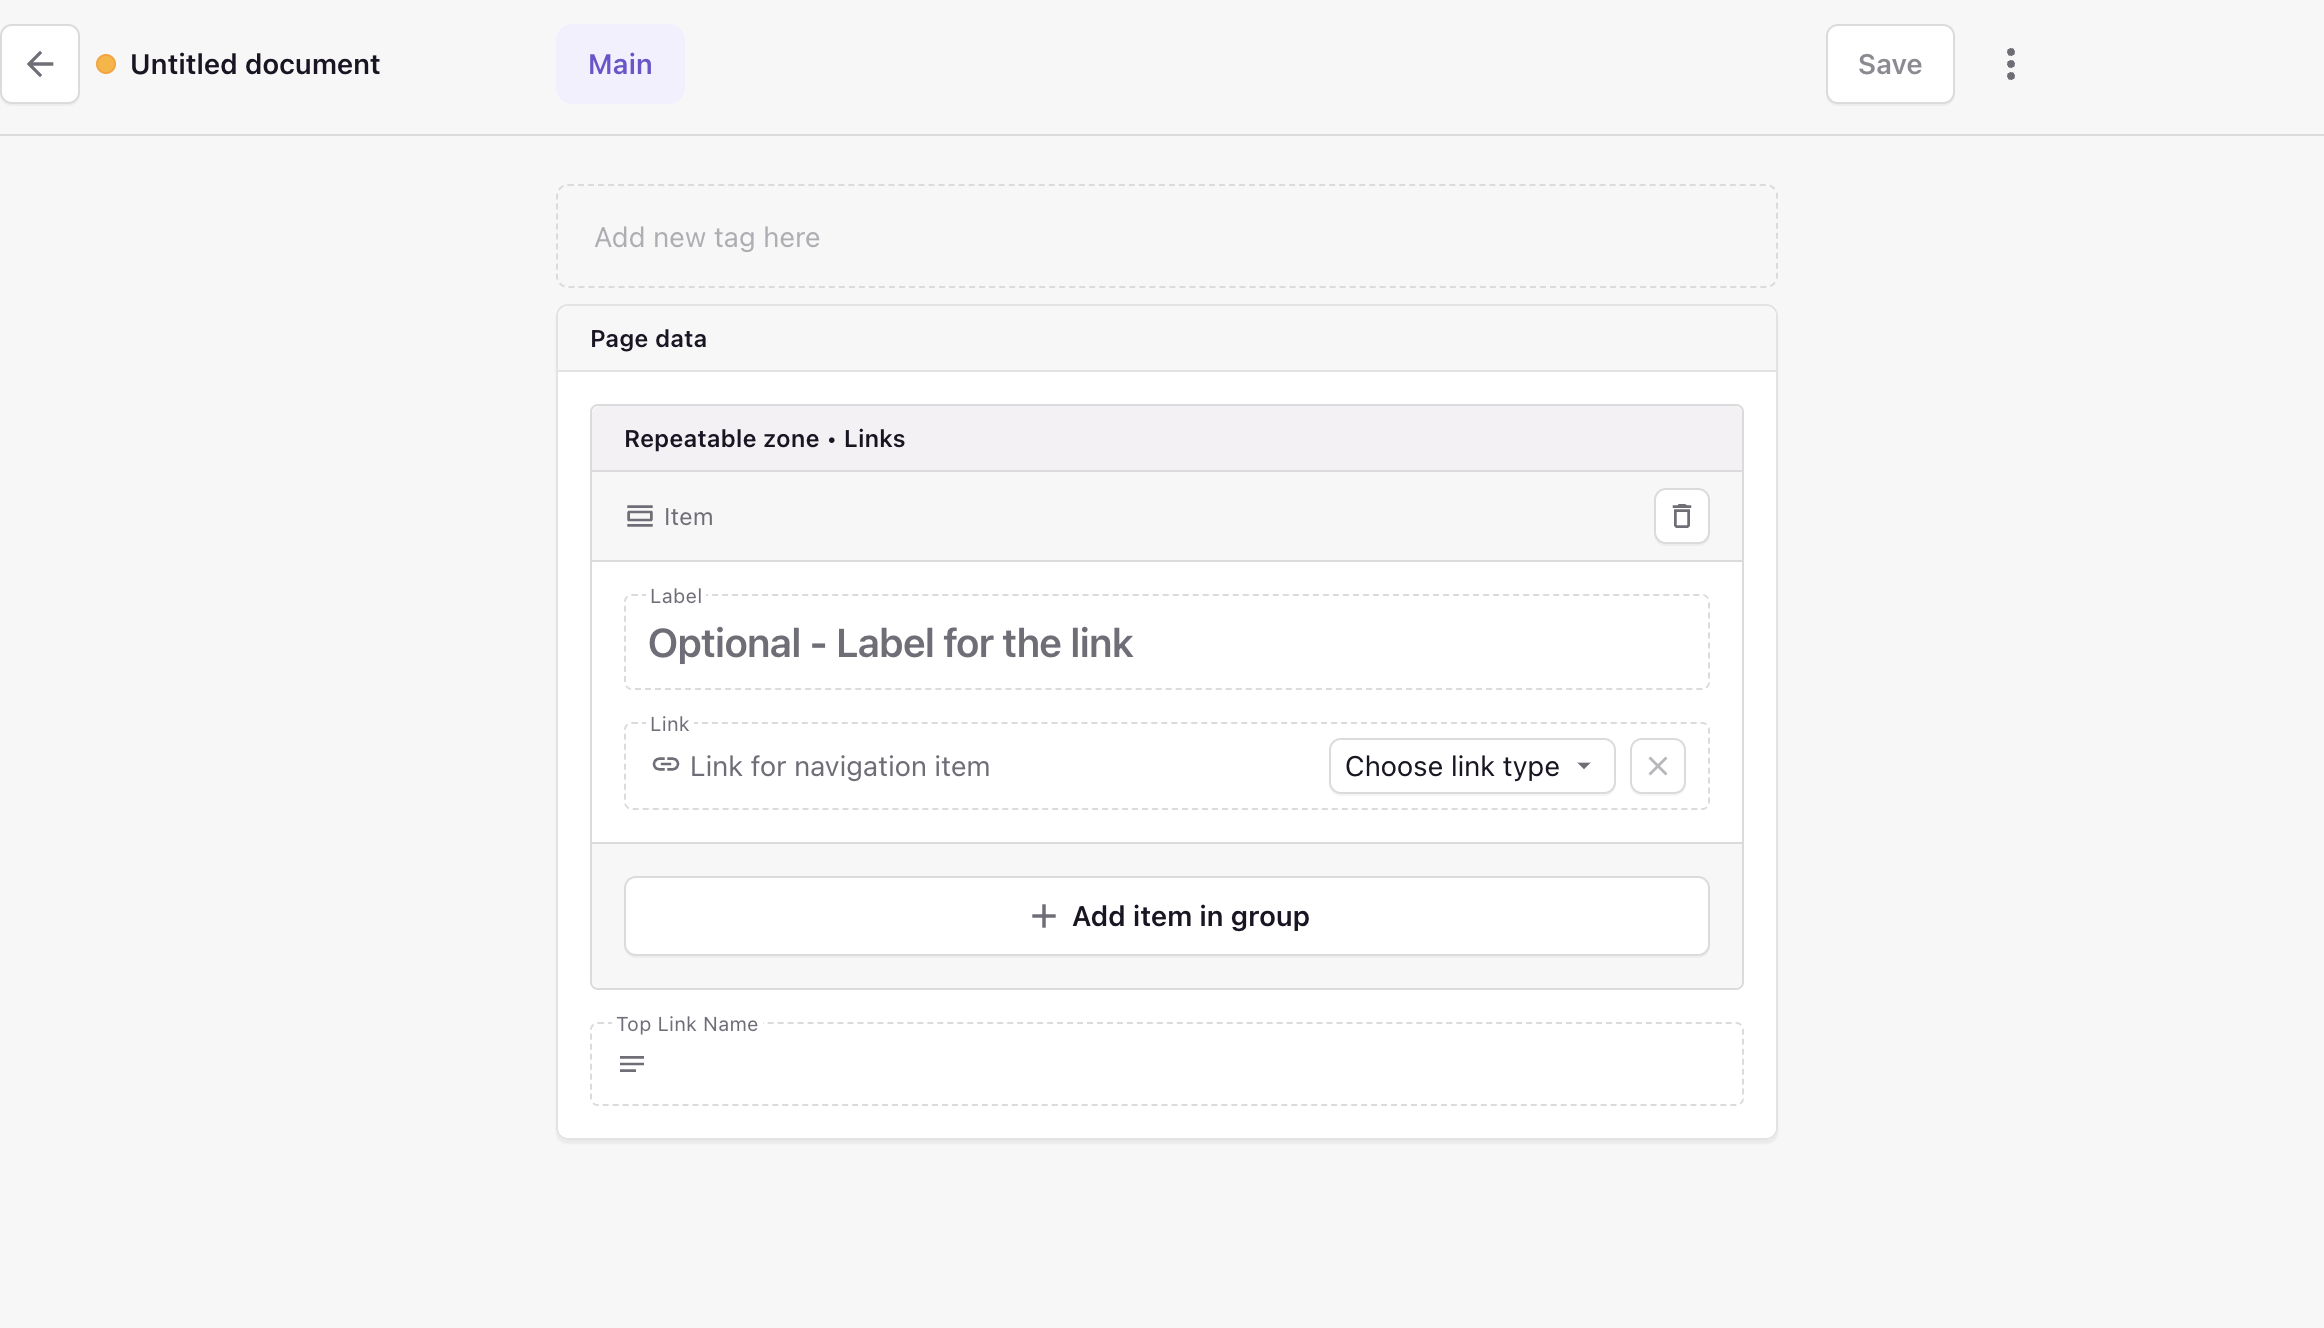 Untitled document
Main
Save
Add new tag here
Page data
Repeatable zone • Links
Item
Label
Optional - Label for the link
Link
Link for navigation item
Choose link type
Add item in group
Top Link Name